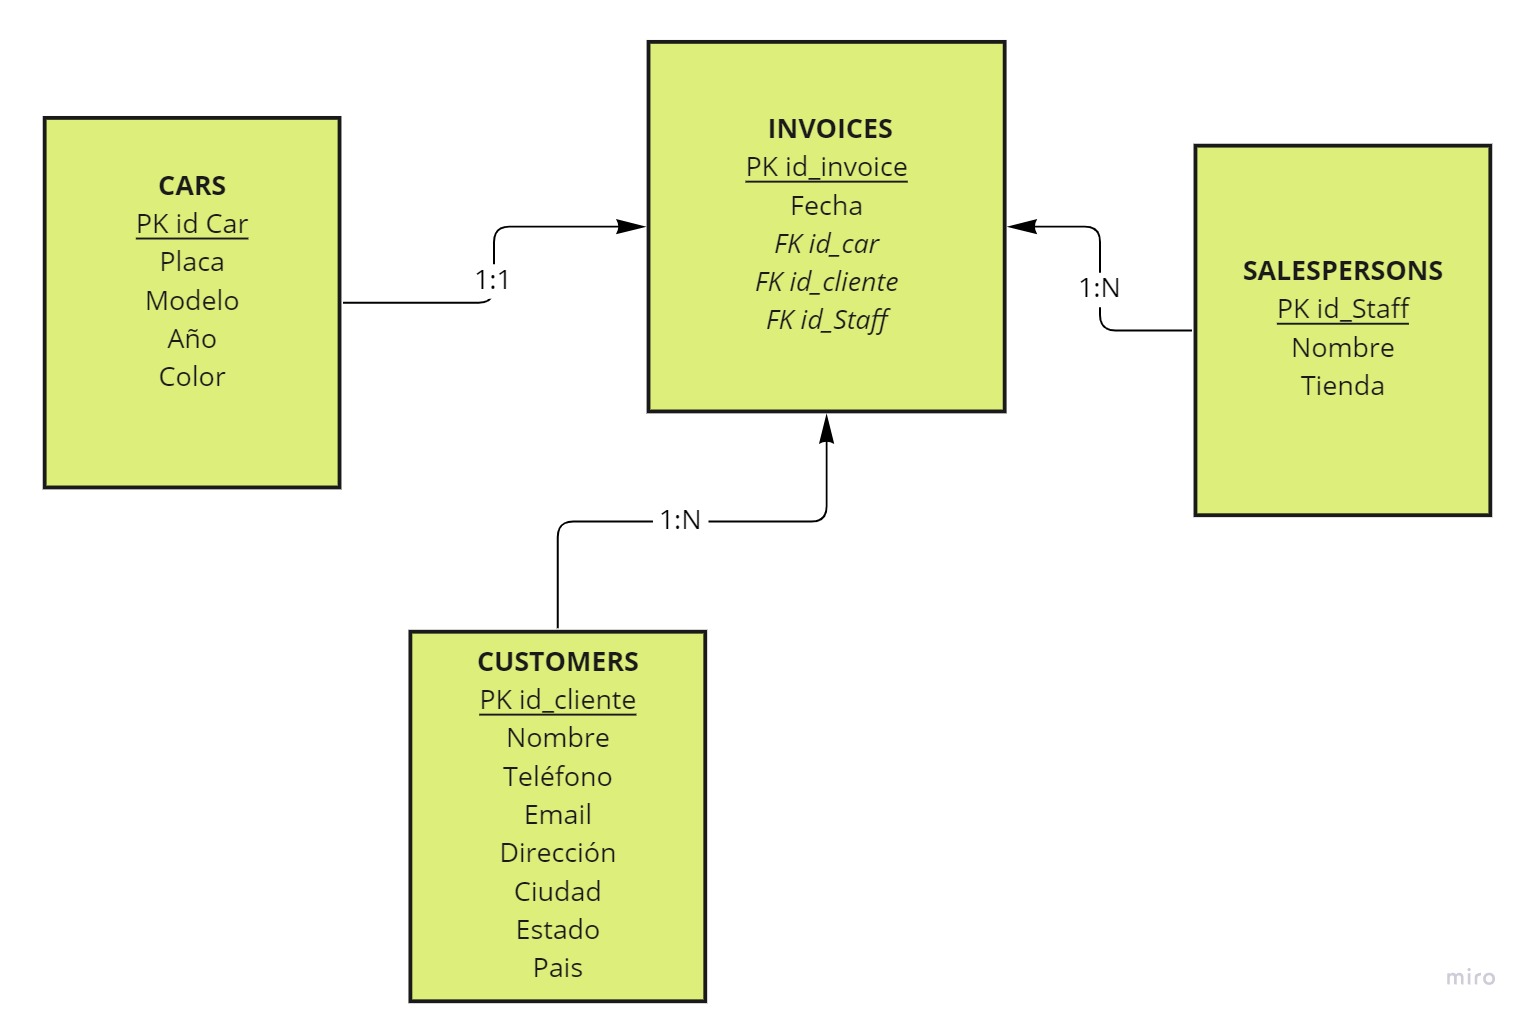 CARS
PK id Car
Placa
Modelo
Año
Color
1:1
INVOICES
PK id_invoice
Fecha
FK id_car
FK id_cliente
FK id_Staff
1:N
SALESPERSONS
PK id_Staff
Nombre
Tienda
1:N
CUSTOMERS
PK id_cliente
Nombre
Teléfono
Email
Dirección
Ciudad
Estado
Pais
miro